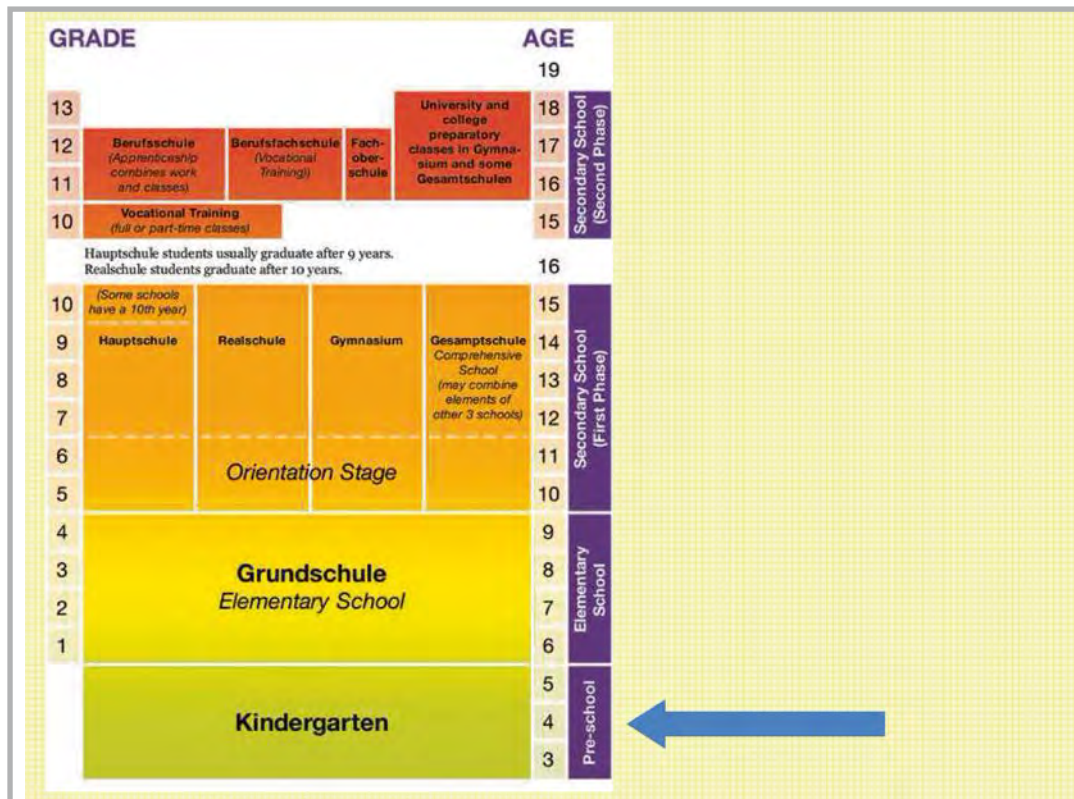 GRADE
AGE
19
13
18
12
17
11
16
10
15
Berufsschule
(Apprenticeship
combines work
and classes)
Berufsfachschule
(Vocational
Training))
Fach-
ober-
schule
University and
college
preparatory
classes in Gymna-
sium and some
Gesamtschulen
Vocational Training
(full or part-time classes)
Secondary School
(Second Phase)
Hauptschule students usually graduate after 9 years.
Realschule students graduate after 10 years.
16
10
15
9
14
8
13
7
12
6
11
5
10
(Some schools
have a 10th year)
Hauptschule
Realschule
Gymnasium
Gesamptschule
Comprehensive
School
(may combine
elements of
other 3 schools)
Orientation Stage
Secondary School
(First Phase)
4
9
3
8
2
7
1
6
Grundschule
Elementary School
Elementary
School
5
4
3
Kindergarten
Pre-school